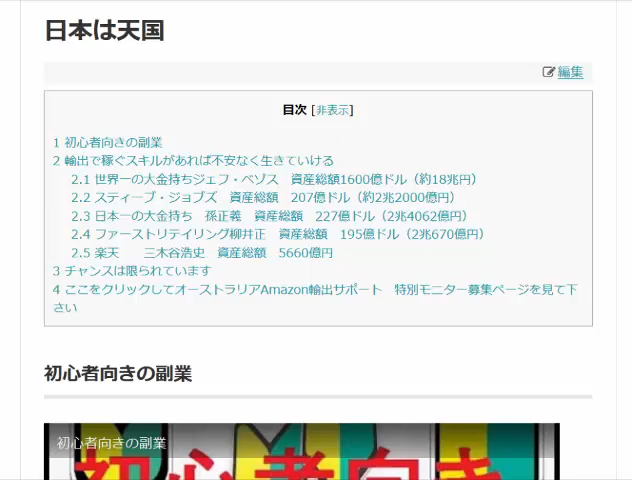 日本は天国
編集
目次 [非表示]
1 初心者向きの副業
2 輸出で稼ぐスキルがあれば不安なく生きていける
2.1 世界一の大金持ちジェフ・ベゾス　資産総額1600億ドル（約18兆円）
2.2 スティーブ・ジョブズ　資産総額　207億ドル（約2兆2000億円）
2.3 日本一の大金持ち　孫正義　資産総額　227億ドル（2兆4062億円）
2.4 ファーストリテイリング柳井正　資産総額　195億ドル（2兆670億円）
2.5 楽天　　三木谷浩史　資産総額　5660億円
3 チャンスは限られています
4 ここをクリックしてオーストラリアAmazon輸出サポート　特別モニター募集ページを見て下
さい
初心者向きの副業
初心者向きの副業
初心者向き